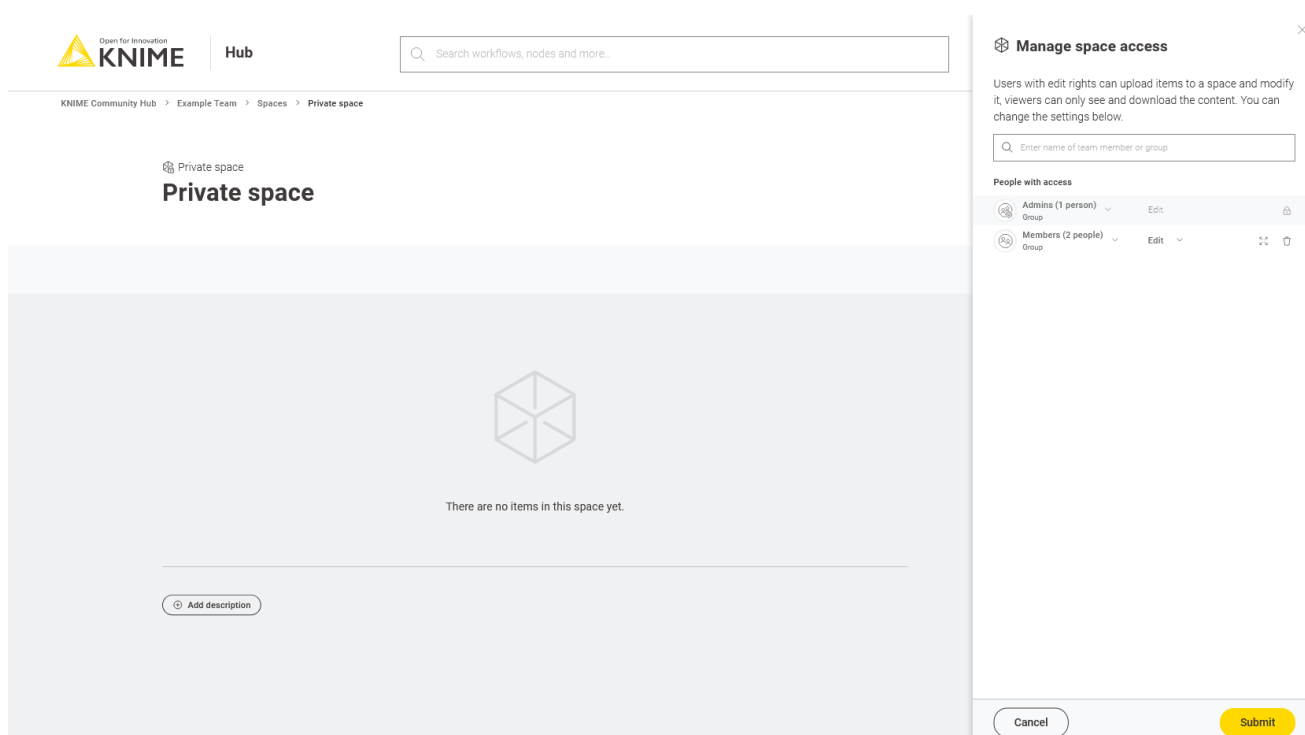 Open for Innovation
KNIME
Hub
Search workflows, nodes and more...
KNIME Community Hub > Example Team > Spaces > Private space
Private space
Private space
There are no items in this space yet.
Add description
Manage space access
Users with edit rights can upload items to a space and modify
it, viewers can only see and download the content. You can
change the settings below.
Enter name of team member or group
People with access
Admins (1 person)
Group
Edit
Members (2 people)
Group
Edit
Cancel
Submit